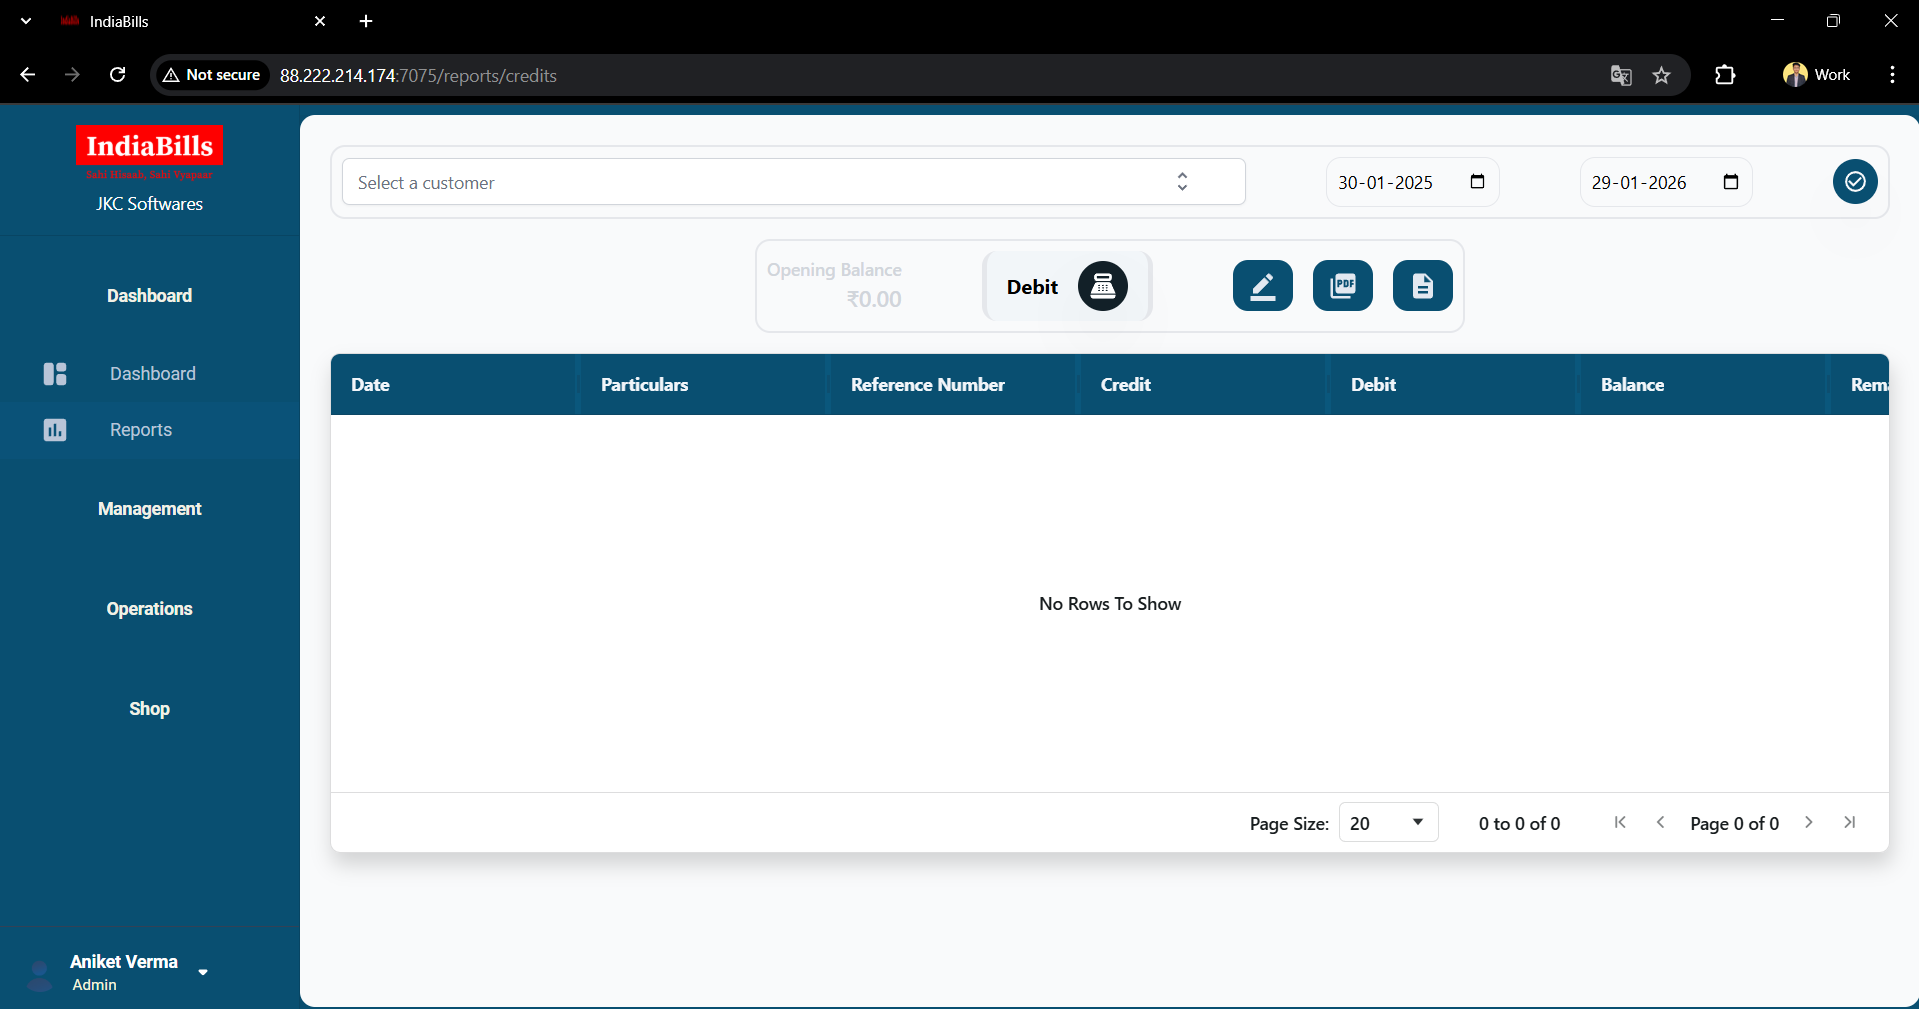 IndiaBills
Not secure
88.222.214.174:7075/reports/credits
Work
IndiaBills
Sahi Hisaab, Sahi Vyapaar
JKC Softwares
Dashboard
Dashboard
Reports
Management
Operations
Shop
Aniket Verma
Admin
Select a customer
30-01-2025
29-01-2026
Opening Balance
₹0.00
Debit
PDF
Date Particulars Reference Number Credit Debit Balance Rema
No Rows To Show
Page Size: 20 0 to 0 of 0 Page 0 of 0